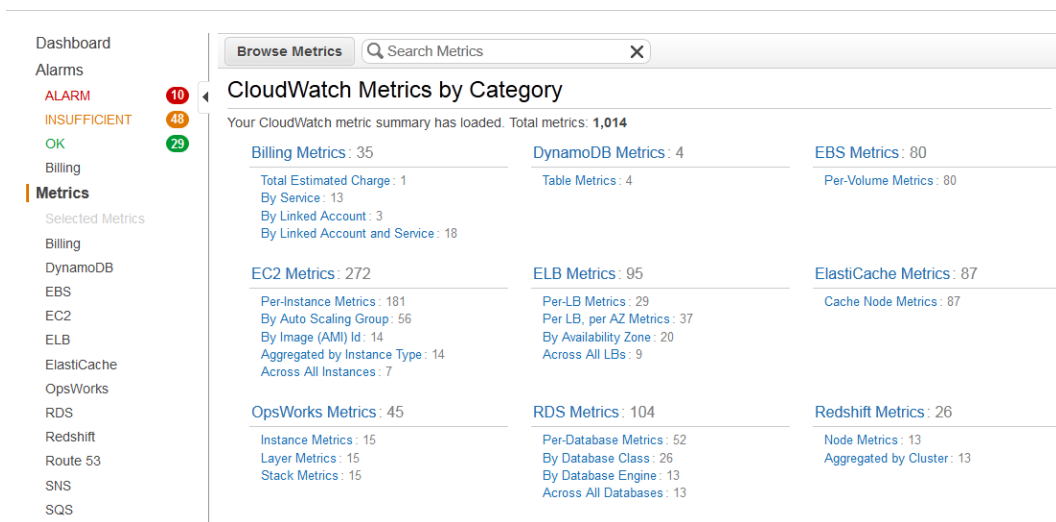 Dashboard
Alarms
ALARM 10
INSUFFICIENT 48
OK 29
Billing
Metrics
Selected Metrics
Billing
DynamoDB
EBS
EC2
ELB
ElastiCache
OpsWorks
RDS
Redshift
Route 53
SNS
SQS
Browse Metrics Search Metrics
CloudWatch Metrics by Category
Your CloudWatch metric summary has loaded. Total metrics: 1,014
Billing Metrics: 35
Total Estimated Charge: 1
By Service: 13
By Linked Account: 3
By Linked Account and Service: 18
DynamoDB Metrics: 4
Table Metrics: 4
EBS Metrics: 80
Per-Volume Metrics: 80
EC2 Metrics: 272
Per-Instance Metrics: 181
By Auto Scaling Group: 56
By Image (AMI) Id: 14
Aggregated by Instance Type: 14
Across All Instances: 7
ELB Metrics: 95
Per-LB Metrics: 29
Per LB, per AZ Metrics: 37
By Availability Zone: 20
Across All LBs: 9
ElastiCache Metrics: 87
Cache Node Metrics: 87
OpsWorks Metrics: 45
Instance Metrics: 15
Layer Metrics: 15
Stack Metrics: 15
RDS Metrics: 104
Per-Database Metrics: 52
By Database Class: 26
By Database Engine: 13
Across All Databases: 13
Redshift Metrics: 26
Node Metrics: 13
Aggregated by Cluster: 13